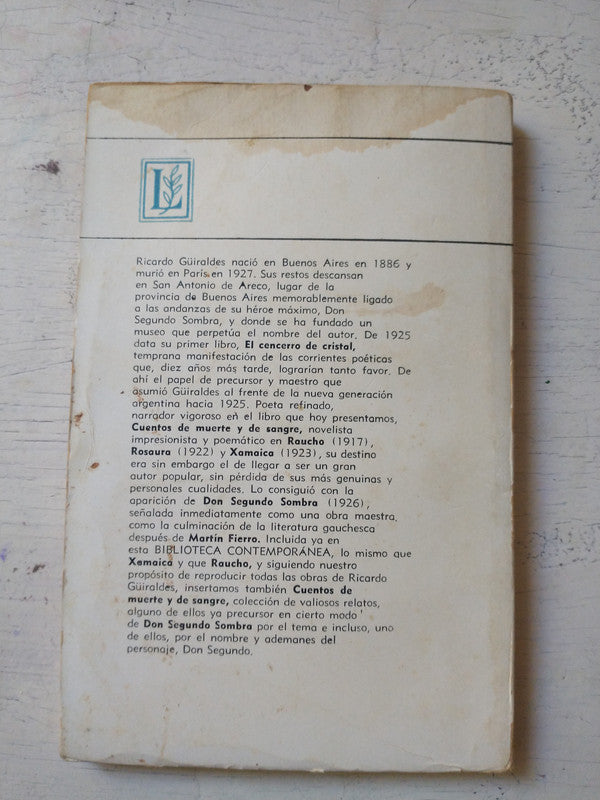 L
Ricardo Güiraldes nació en Buenos Aires en 1886 y
murió en París en 1927. Sus restos descansan
en San Antonio de Areco, lugar de la
provincia de Buenos Aires memorablemente ligado
a las andanzas de su héroe máximo, Don
Segundo Sombra, y donde se ha fundado un
museo que perpetúa el nombre del autor. De 1925
data su primer libro, El cencerro de cristal,
temprana manifestación de las corrientes poéticas
que, diez años más tarde, lograrían tanto favor. De
ahí el papel de precursor y maestro que
asumió Güiraldes al frente de la nueva generación
argentina hacia 1925. Poeta refinado,
narrador vigoroso en el libro que hoy presentamos,
Cuentos de muerte y de sangre, novelista
impresionista y poemático en Raucho (1917),
Rosaura (1922) y Xamaica (1923), su destino
era sin embargo el de llegar a ser un gran
autor popular, sin pérdida de sus más genuinas y
personales cualidades. Lo consiguió con la
aparición de Don Segundo Sombra (1926),
señalada inmediatamente como una obra maestra,
como la culminación de la literatura gauchesca
después de Martín Fierro. Incluida ya en
esta BIBLIOTECA CONTEMPORÁNEA, lo mismo que
Xamaica y que Raucho, y siguiendo nuestro
propósito de reproducir todas las obras de Ricardo
Güiraldes, insertamos también Cuentos de
muerte y de sangre, colección de valiosos relatos,
alguno de ellos ya precursor en cierto modo
de Don Segundo Sombra por el tema e incluso, uno
de ellos, por el nombre y ademanes del
personaje, Don Segundo.